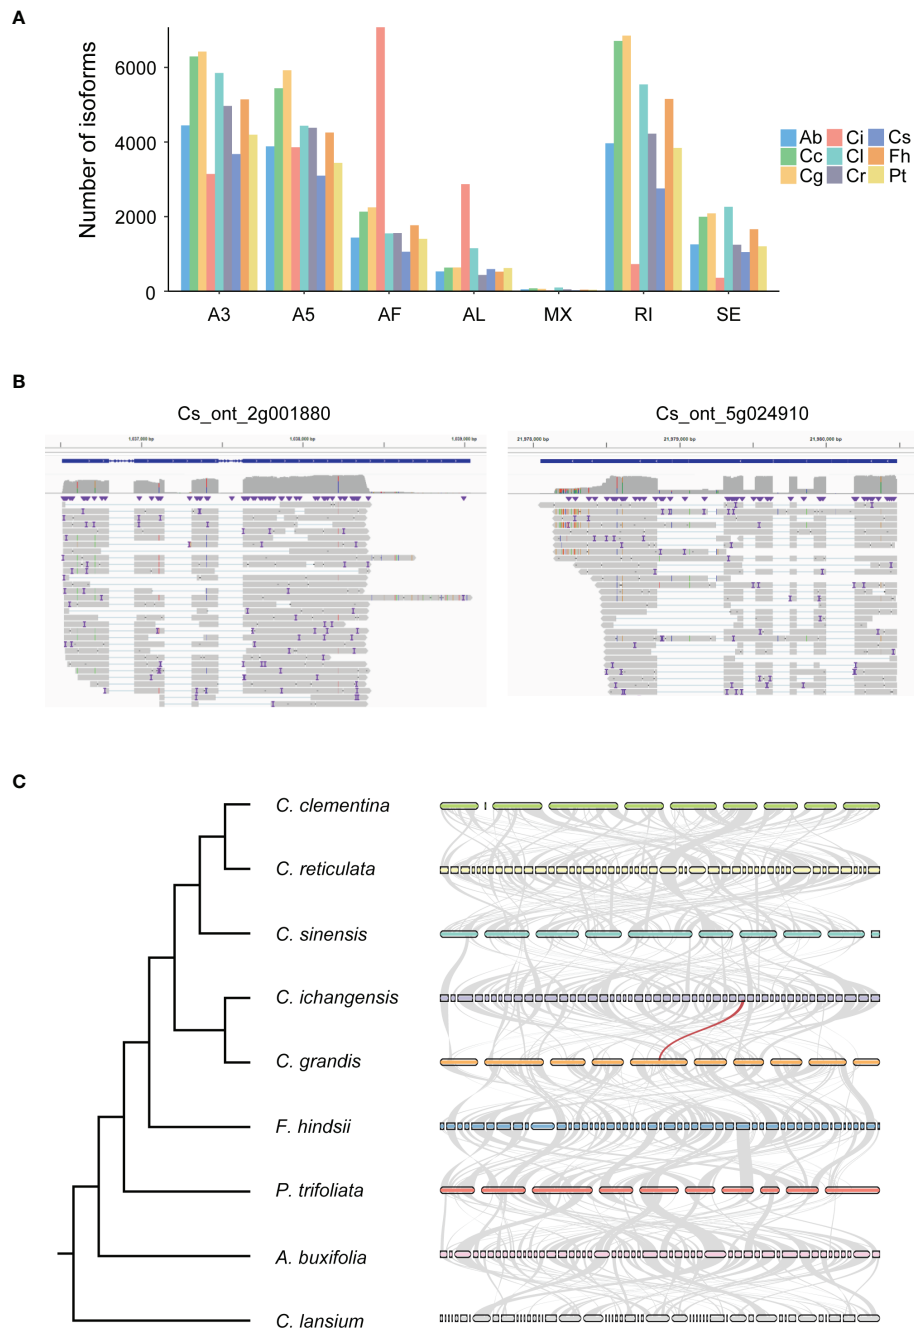 A
Number of isoforms
6000
4000
2000
0
A3 A5 AF AL MX RI SE
Ab Ci Cs
Cc Cl Fh
Cg Cr Pt
B
Cs_ont_2g001880 Cs_ont_5g024910
C
C. clementina
C. reticulata
C. sinensis
C. ichangensis
C. grandis
F. hindsii
P. trifoliata
A. buxifolia
C. lansium